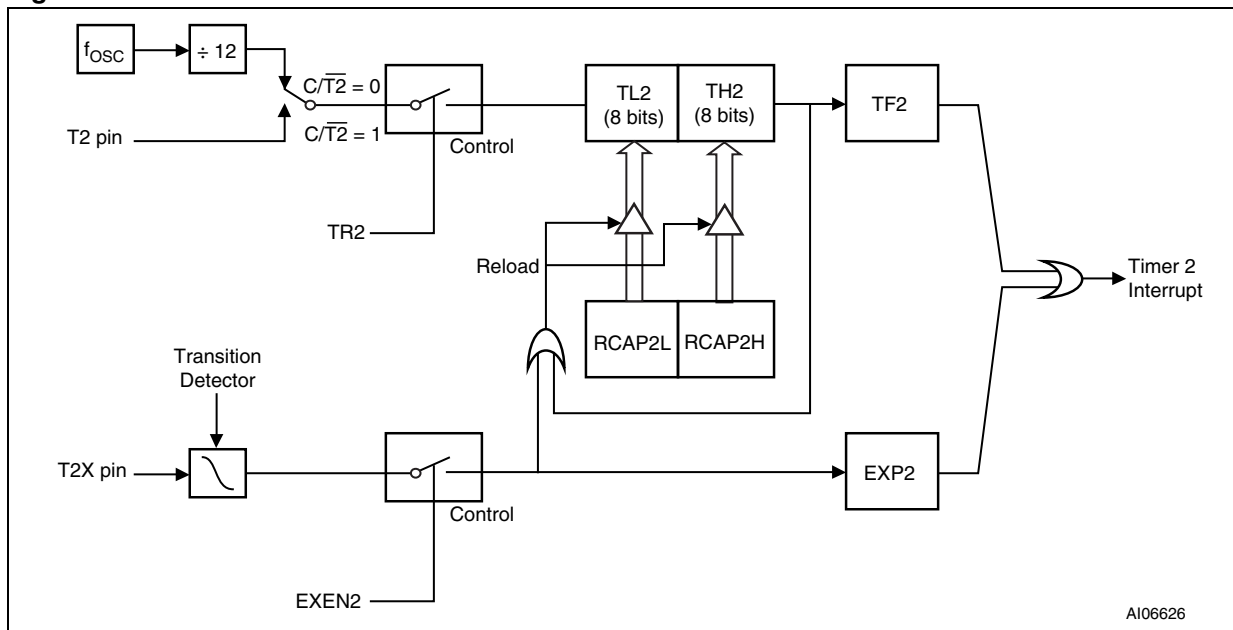 fOSC
÷ 12
C/T2̅ = 0
T2 pin
C/T2̅ = 1
Control
TR2
TL2
(8 bits)
TH2
(8 bits)
TF2
Reload
RCAP2L
RCAP2H
Timer 2
Interrupt
Transition
Detector
T2X pin
Control
EXEN2
EXP2
AI06626